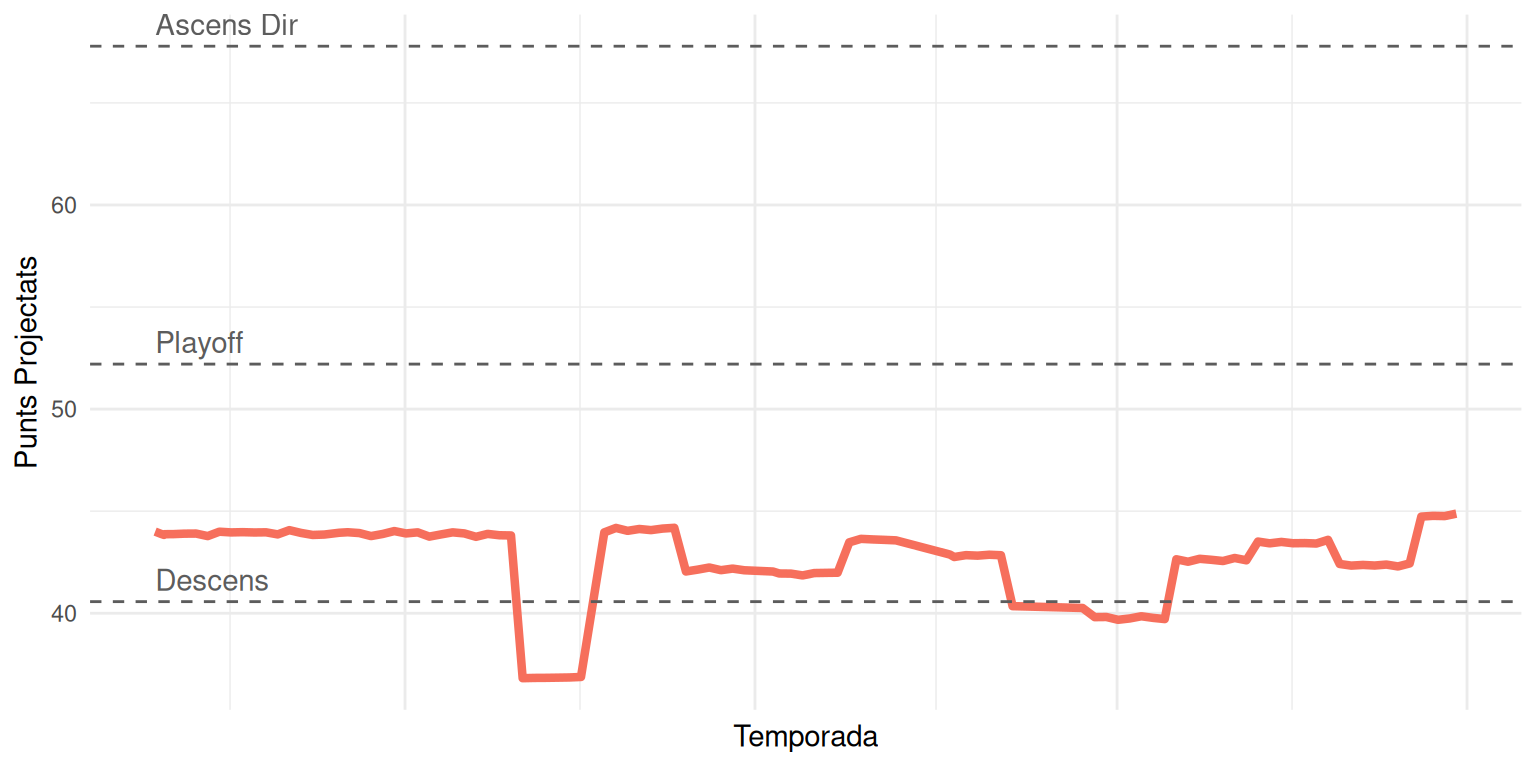 Ascens Dir
60
Playoff
50
Descens
40
Punts Projectats
Temporada